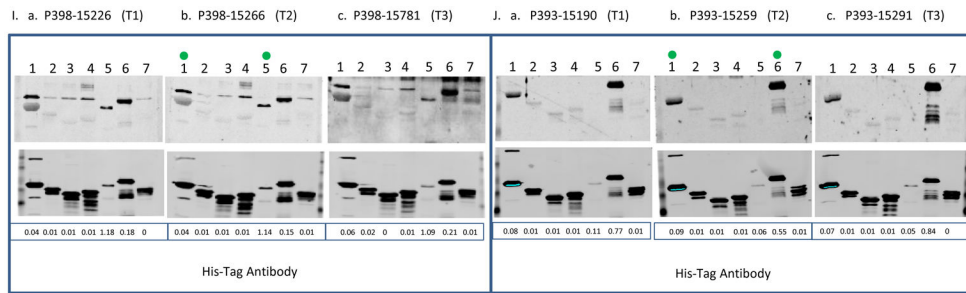 I. a. P398-15226 (T1) b. P398-15266 (T2) c. P398-15781 (T3) J. a. P393-15190 (T1) b. P393-15259 (T2) c. P393-15291 (T3)
1 2 3 4 5 6 7 1 2 3 4 5 6 7 1 2 3 4 5 6 7 1 2 3 4 5 6 7 1 2 3 4 5 6 7 1 2 3 4 5 6 7
0.04 0.01 0.01 0.01 1.18 0.18 0 0.04 0.01 0.01 0.01 1.14 0.15 0.01 0.06 0.02 0 0.01 1.09 0.21 0.01 0.08 0.01 0.01 0.01 0.11 0.77 0.01 0.09 0.01 0.01 0.01 0.06 0.55 0.01 0.07 0.01 0.01 0.01 0.05 0.84 0
His-Tag Antibody His-Tag Antibody